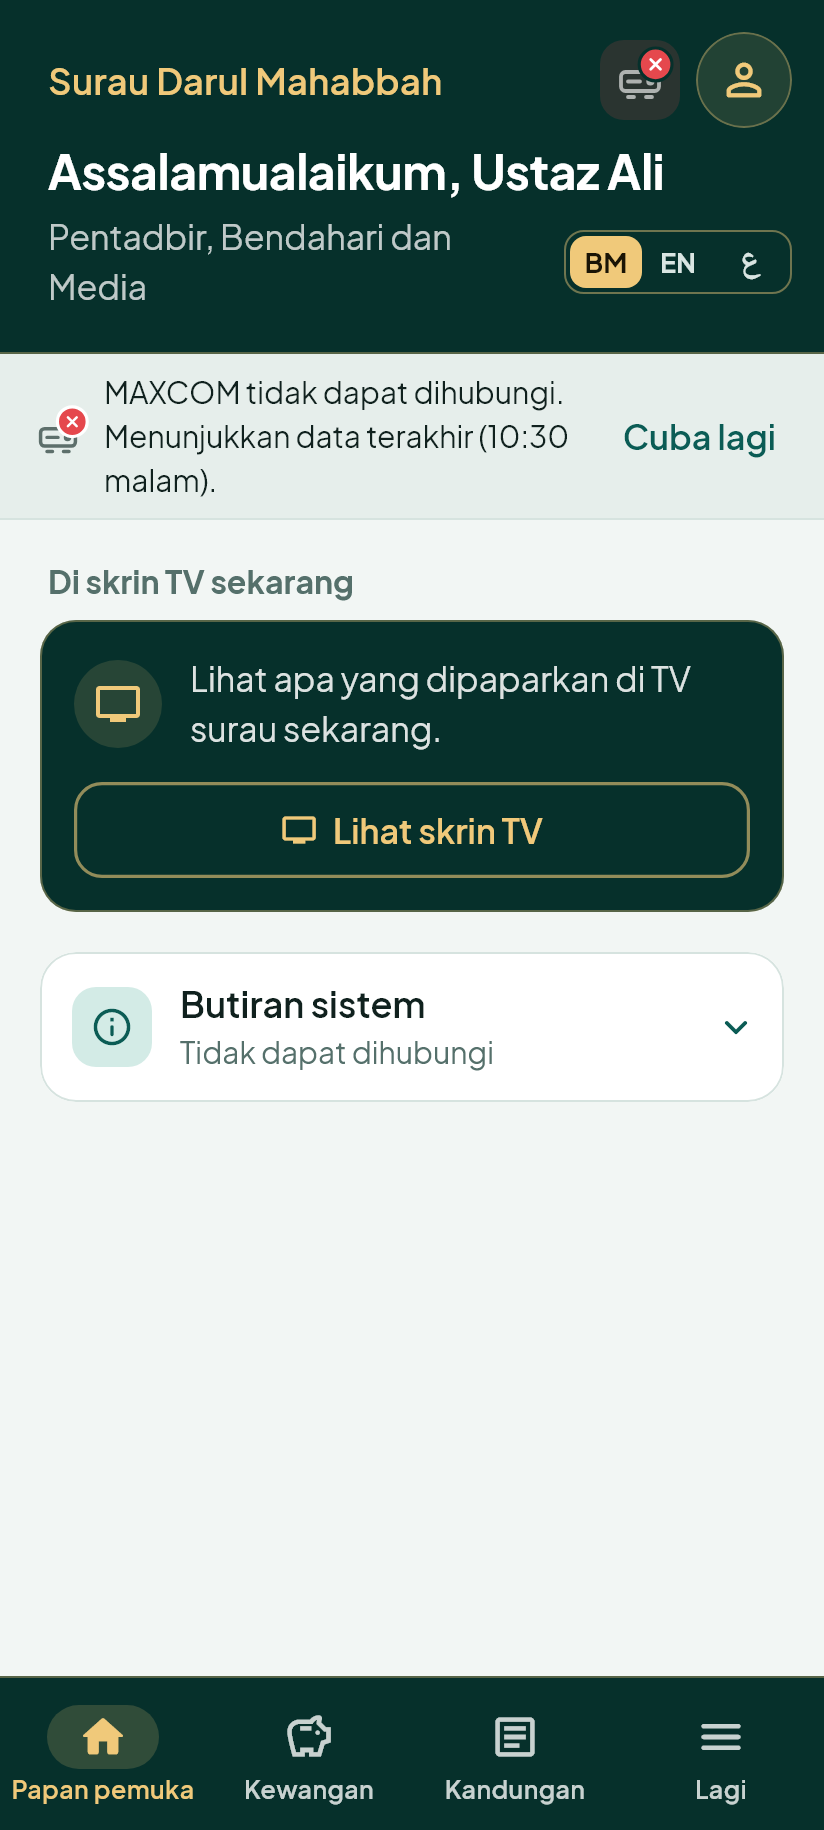 Surau Darul Mahabbah
Assalamualaikum, Ustaz Ali
Pentadbir, Bendahari dan
Media
BM EN ع
MAXCOM tidak dapat dihubungi.
Menunjukkan data terakhir (10:30
malam).
Cuba lagi
Di skrin TV sekarang
Lihat apa yang dipaparkan di TV
surau sekarang.
Lihat skrin TV
Butiran sistem
Tidak dapat dihubungi
Papan pemuka
Kewangan
Kandungan
Lagi